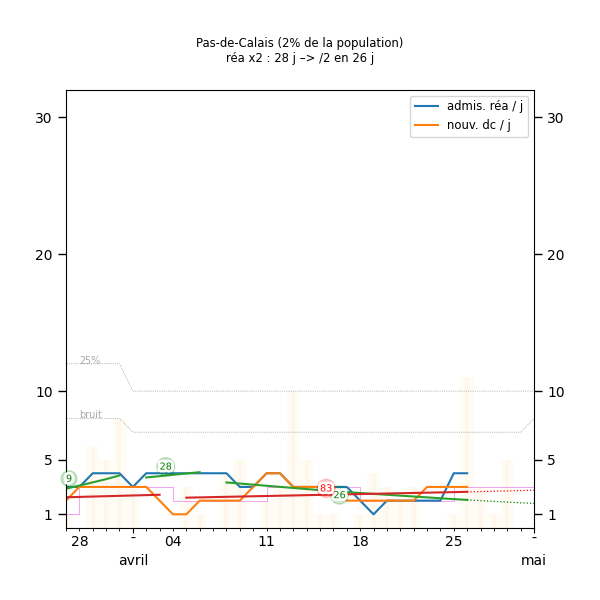 Pas-de-Calais (2% de la population)
réa x2 : 28 j –> /2 en 26 j
admis. réa / j
nouv. dc / j
30 30
20 20
25%
10 10
bruit
5 5
28
9
83
26
1 1
28 - 04 11 18 25 -
avril mai